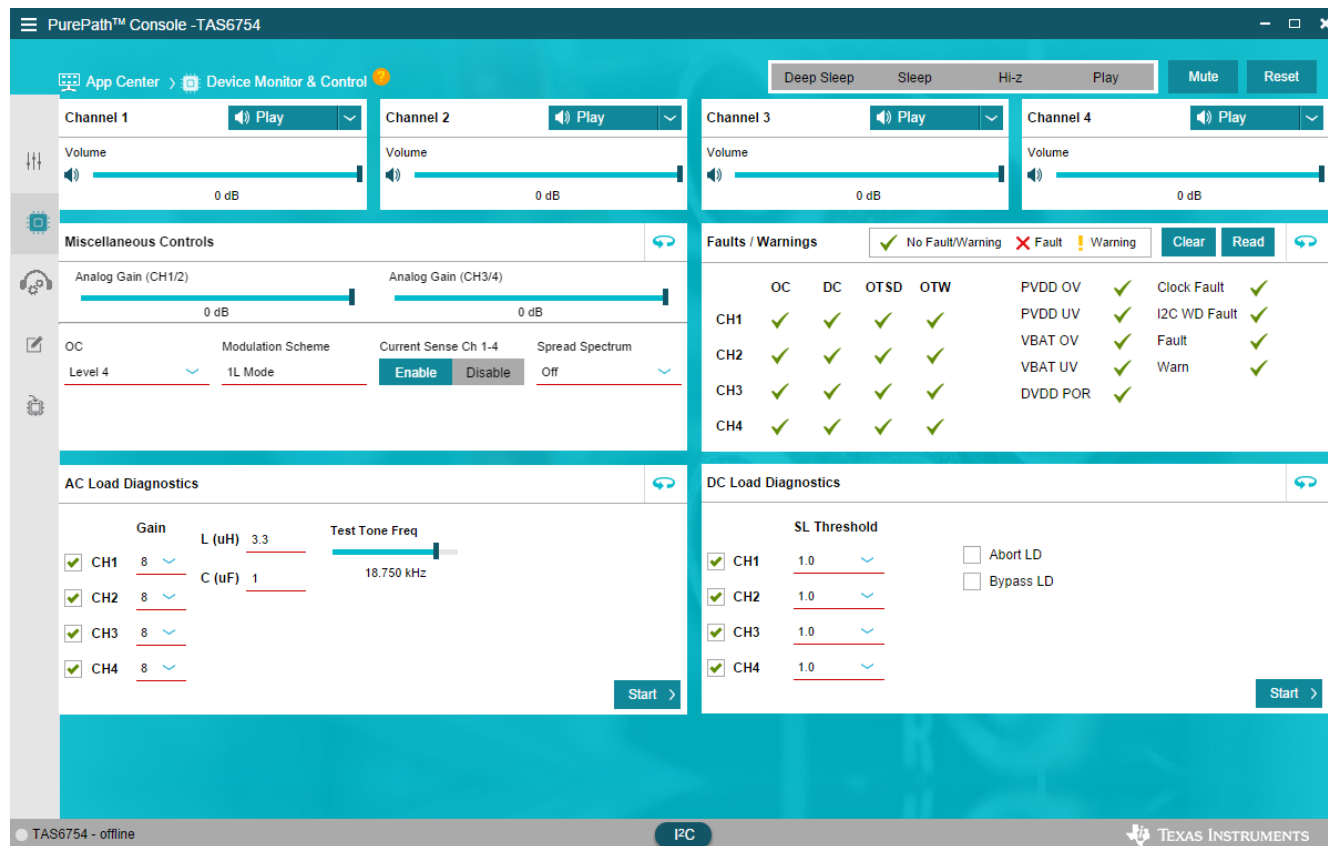 PurePath™ Console -TAS6754
App Center > Device Monitor & Control ?
Deep Sleep Sleep Hi-z Play Mute Reset
Channel 1 Play
Volume
0 dB
Channel 2 Play
Volume
0 dB
Channel 3 Play
Volume
0 dB
Channel 4 Play
Volume
0 dB
Miscellaneous Controls
Analog Gain (CH1/2)
0 dB
Analog Gain (CH3/4)
0 dB
OC
Level 4
Modulation Scheme
1L Mode
Current Sense Ch 1-4
Enable Disable
Spread Spectrum
Off
Faults / Warnings No Fault/Warning Fault Warning Clear Read
OC DC OTSD OTW
CH1
CH2
CH3
CH4
PVDD OV
PVDD UV
VBAT OV
VBAT UV
DVDD POR
Clock Fault
I2C WD Fault
Fault
Warn
AC Load Diagnostics
Gain
CH1 8
CH2 8
CH3 8
CH4 8
L (uH) 3.3
C (uF) 1
Test Tone Freq
18.750 kHz
Start >
DC Load Diagnostics
SL Threshold
CH1 1.0
CH2 1.0
CH3 1.0
CH4 1.0
Abort LD
Bypass LD
Start >
TAS6754 - offline
I²C
TEXAS INSTRUMENTS